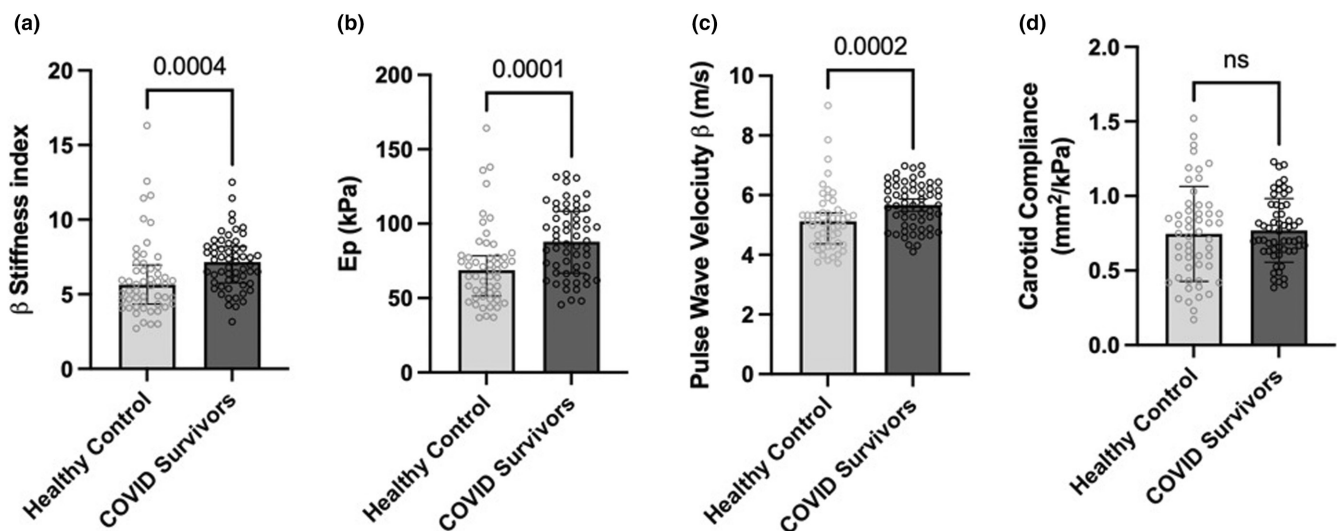 (a)
0.0004
β Stiffness index
20
15
10
5
0
Healthy Control
COVID Survivors
(b)
0.0001
Ep (kPa)
200
150
100
50
0
Healthy Control
COVID Survivors
(c)
0.0002
Pulse Wave Velociuty β (m/s)
10
8
6
4
2
0
Healthy Control
COVID Survivors
(d)
ns
Carotid Compliance
(mm²/kPa)
2.0
1.5
1.0
0.5
0.0
Healthy Control
COVID Survivors